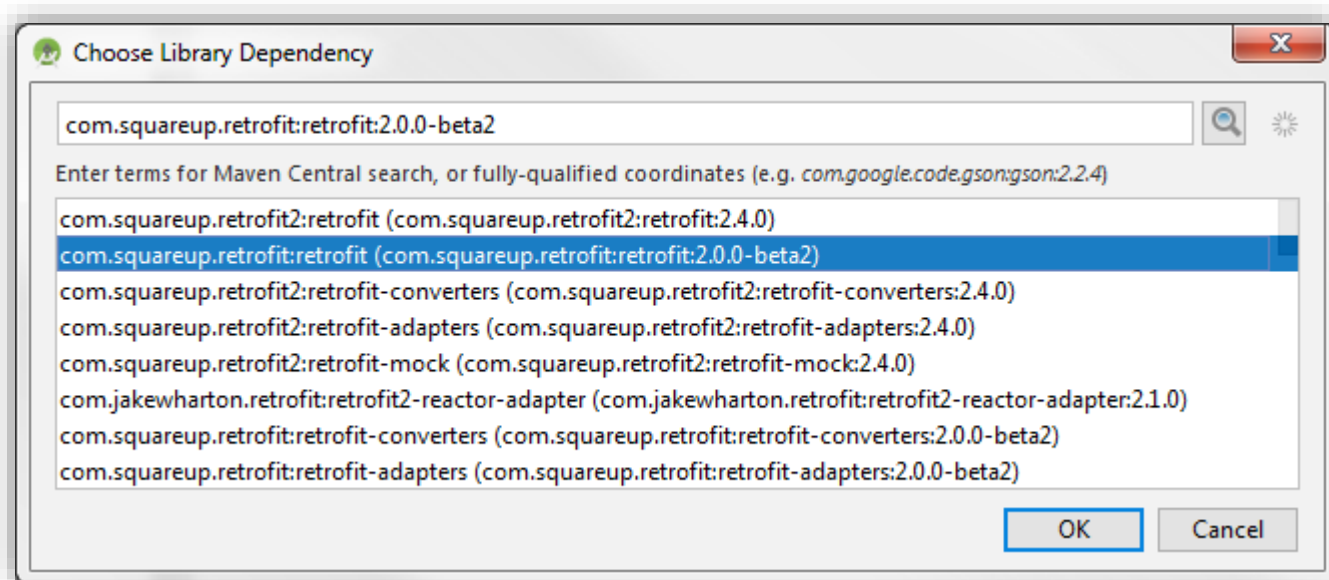 Choose Library Dependency
com.squareup.retrofit:retrofit:2.0.0-beta2
Enter terms for Maven Central search, or fully-qualified coordinates (e.g. com.google.code.gson:gson:2.2.4)
com.squareup.retrofit2:retrofit (com.squareup.retrofit2:retrofit:2.4.0)
com.squareup.retrofit:retrofit (com.squareup.retrofit:retrofit:2.0.0-beta2)
com.squareup.retrofit2:retrofit-converters (com.squareup.retrofit2:retrofit-converters:2.4.0)
com.squareup.retrofit2:retrofit-adapters (com.squareup.retrofit2:retrofit-adapters:2.4.0)
com.squareup.retrofit2:retrofit-mock (com.squareup.retrofit2:retrofit-mock:2.4.0)
com.jakewharton.retrofit:retrofit2-reactor-adapter (com.jakewharton.retrofit:retrofit2-reactor-adapter:2.1.0)
com.squareup.retrofit:retrofit-converters (com.squareup.retrofit:retrofit-converters:2.0.0-beta2)
com.squareup.retrofit:retrofit-adapters (com.squareup.retrofit:retrofit-adapters:2.0.0-beta2)
OK Cancel